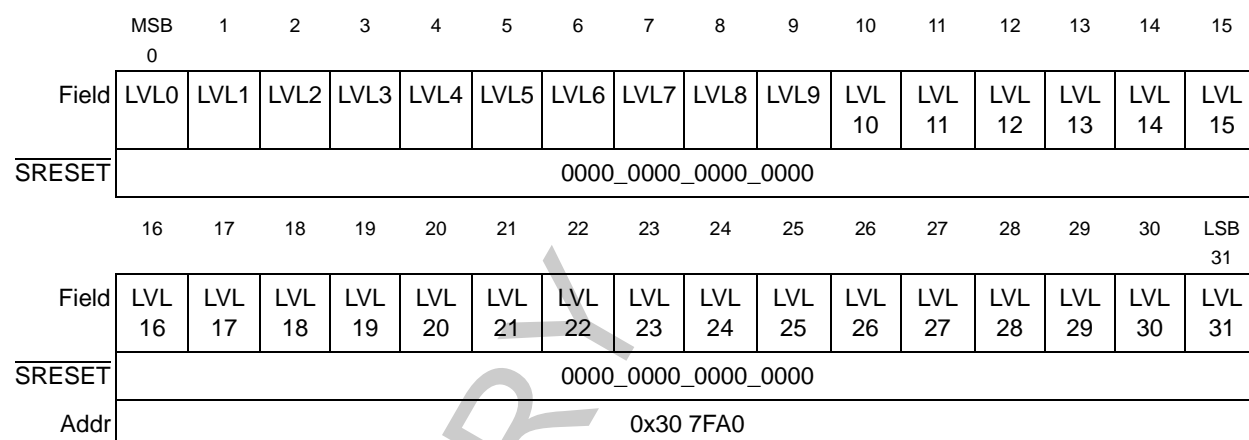 MSB 1 2 3 4 5 6 7 8 9 10 11 12 13 14 15
0
Field LVL0 LVL1 LVL2 LVL3 LVL4 LVL5 LVL6 LVL7 LVL8 LVL9 LVL LVL LVL LVL LVL LVL
10 11 12 13 14 15
SRESET 0000_0000_0000_0000
16 17 18 19 20 21 22 23 24 25 26 27 28 29 30 LSB
31
Field LVL LVL LVL LVL LVL LVL LVL LVL LVL LVL LVL LVL LVL LVL LVL LVL
16 17 18 19 20 21 22 23 24 25 26 27 28 29 30 31
SRESET 0000_0000_0000_0000
Addr 0x30 7FA0
RY